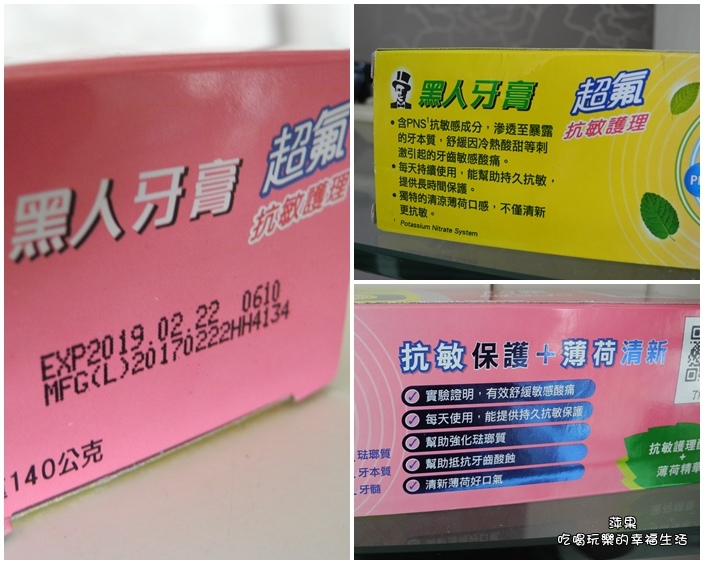 黑人牙膏
超氟
抗敏護理
EXP2019.02.22 0610
MFG(L)20170222HH4134
140公克
黑人牙膏
超氟
抗敏護理
•含PNS¹抗敏感成分，滲透至暴露
的牙本質，舒緩因冷熱酸甜等刺
激引起的牙齒敏感酸痛。
•每天持續使用，能幫助持久抗敏，
提供長時間保護。
•獨特的清涼薄荷口感，不僅清新
更抗敏。
Potassium Nitrate System
抗敏保護＋薄荷清新
實驗證明，有效舒緩敏感酸痛
每天使用，能提供持久抗敏保護
幫助強化琺瑯質
幫助抵抗牙齒酸蝕
清新薄荷好口氣
琺瑯質
牙本質
牙髓
抗敏護理
+
薄荷精華
萍果
吃喝玩樂的幸福生活